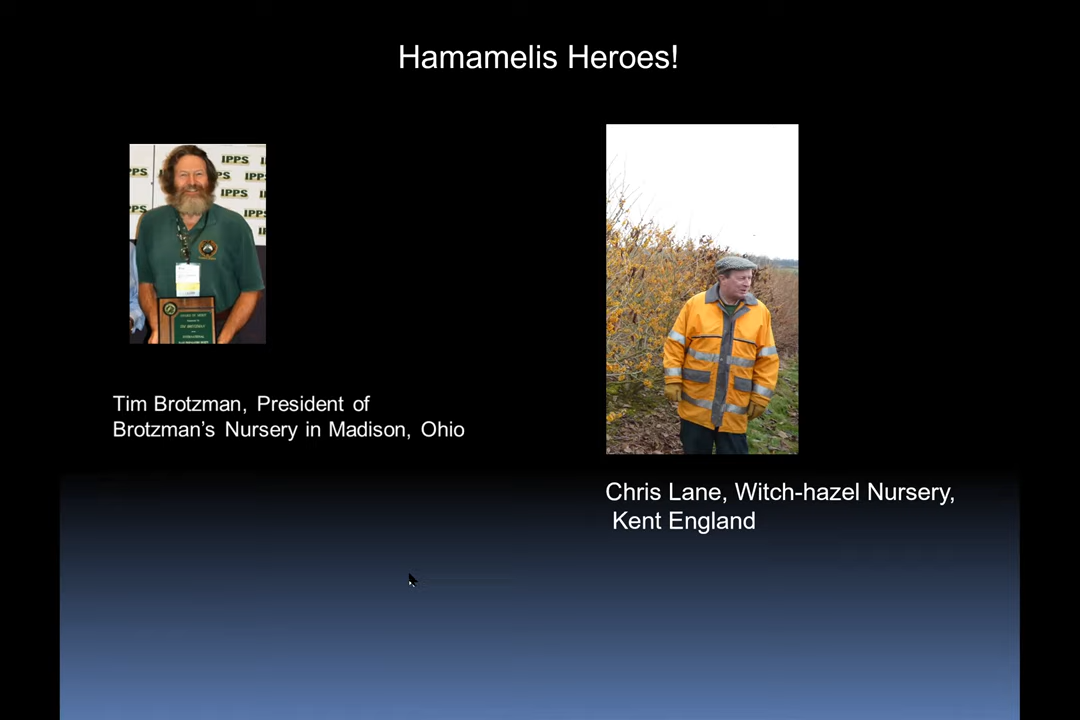 Hamamelis Heroes!
IPPS
IPPS
IPPS
IPPS
Tim Brotzman, President of
Brotzman’s Nursery in Madison, Ohio
Chris Lane, Witch-hazel Nursery,
Kent England